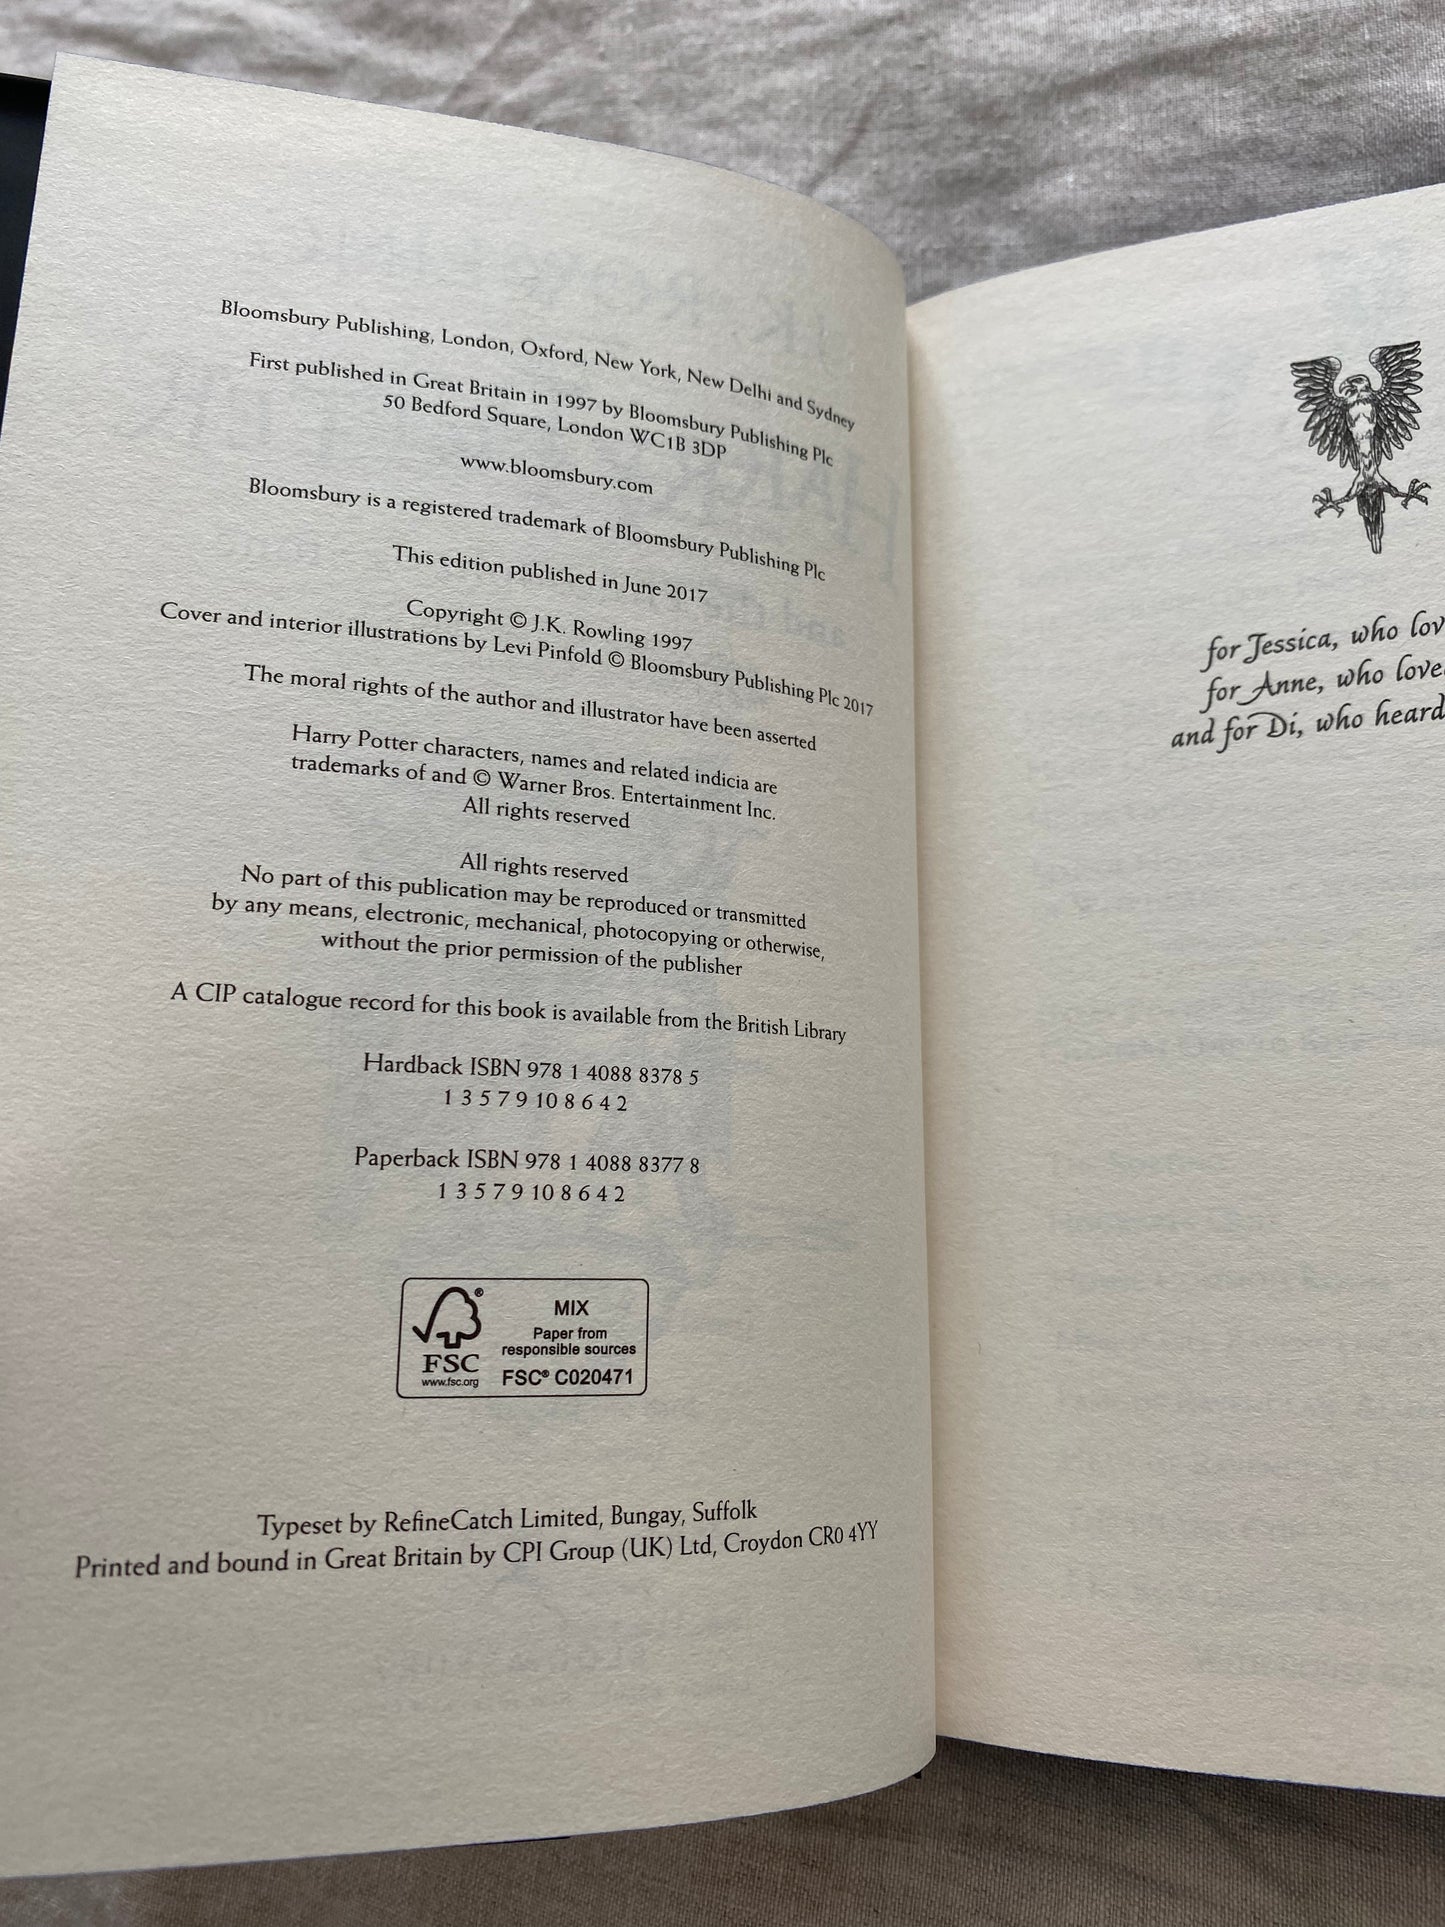 Bloomsbury Publishing, London, Oxford, New York, New Delhi and Sydney
First published in Great Britain in 1997 by Bloomsbury Publishing Plc
50 Bedford Square, London WC1B 3DP
www.bloomsbury.com
Bloomsbury is a registered trademark of Bloomsbury Publishing Plc
This edition published in June 2017
Copyright © J.K. Rowling 1997
Cover and interior illustrations by Levi Pinfold © Bloomsbury Publishing Plc 2017
The moral rights of the author and illustrator have been asserted
Harry Potter characters, names and related indicia are
trademarks of and © Warner Bros. Entertainment Inc.
All rights reserved
All rights reserved
No part of this publication may be reproduced or transmitted
by any means, electronic, mechanical, photocopying or otherwise,
without the prior permission of the publisher
A CIP catalogue record for this book is available from the British Library
Hardback ISBN 978 1 4088 8378 5
1 3 5 7 9 10 8 6 4 2
Paperback ISBN 978 1 4088 8377 8
1 3 5 7 9 10 8 6 4 2
®
FSC
www.fsc.org
MIX
Paper from
responsible sources
FSC® C020471
Typeset by RefineCatch Limited, Bungay, Suffolk
Printed and bound in Great Britain by CPI Group (UK) Ltd, Croydon CR0 4YY
for Jessica, who
for Anne, who
and for Di, who heard